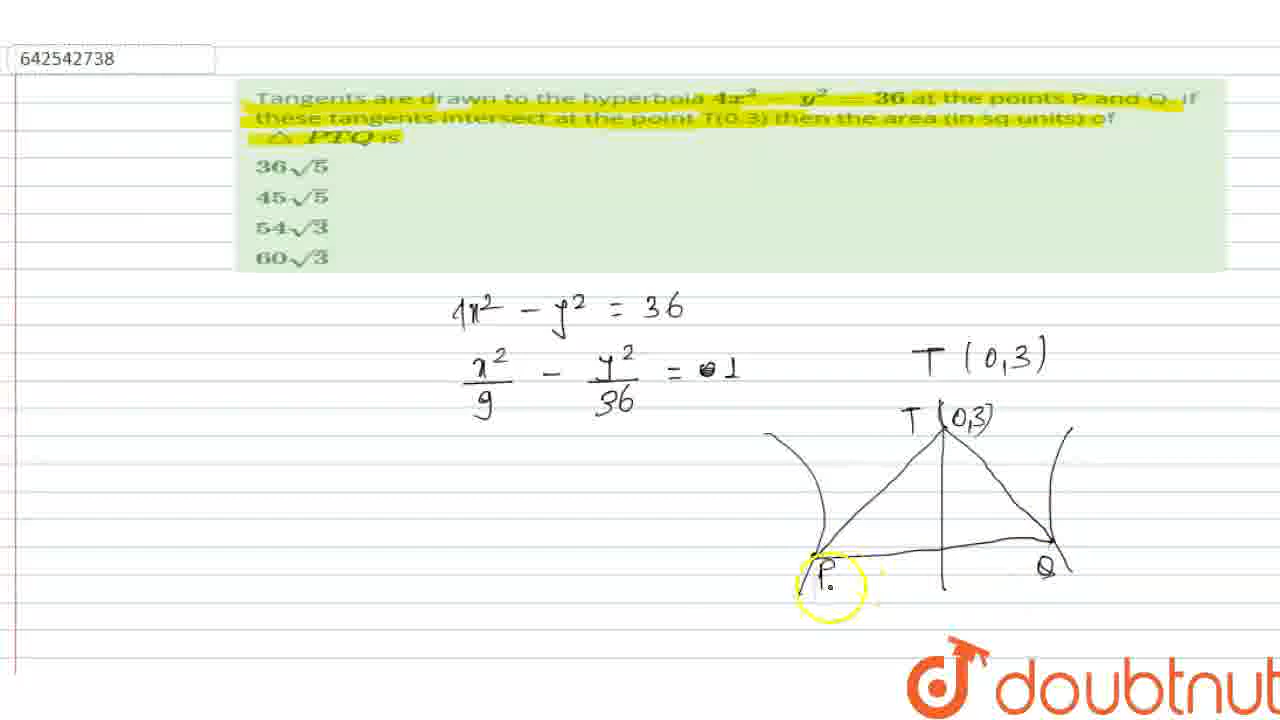 642542738
Tangents are drawn to the hyperbola 4x² − y² = 36 at the points P and Q. If
these tangents intersect at the point T(0,3) then the area (in sq units) of
△ PTQ is
36√5
45√5
54√3
60√3
4x² − y² = 36
x²/9 − y²/36 = 1
T (0,3)
T (0,3)
P
Q
doubtnut